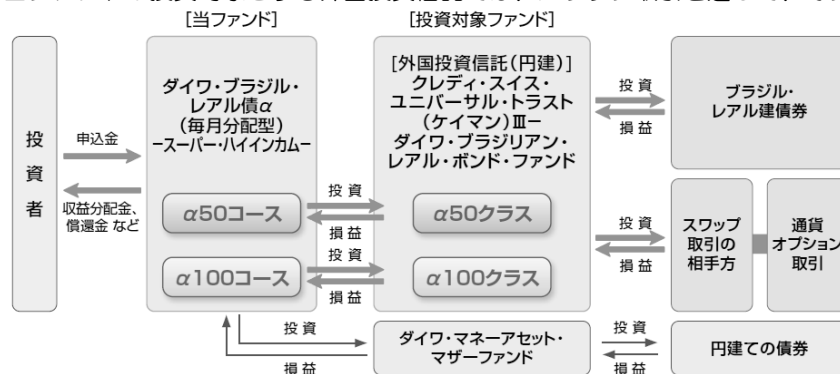 [当ファンド]
[投資対象ファンド]
投資者
申込金
収益分配金、
償還金 など
ダイワ・ブラジル・
レアル債α
(毎月分配型)
−スーパー・ハイインカム−
α50コース
α100コース
投 資
損 益
投 資
損 益
[外国投資信託(円建)]
クレディ・スイス・
ユニバーサル・トラスト
(ケイマン)Ⅲ−
ダイワ・ブラジリアン・
レアル・ボンド・ファンド
α50クラス
α100クラス
投 資
損 益
ブラジル・
レアル建債券
投 資
損 益
スワップ
取引の
相手方
通貨
オプション
取引
投 資
損 益
ダイワ・マネーアセット・
マザーファンド
投 資
損 益
円建ての債券